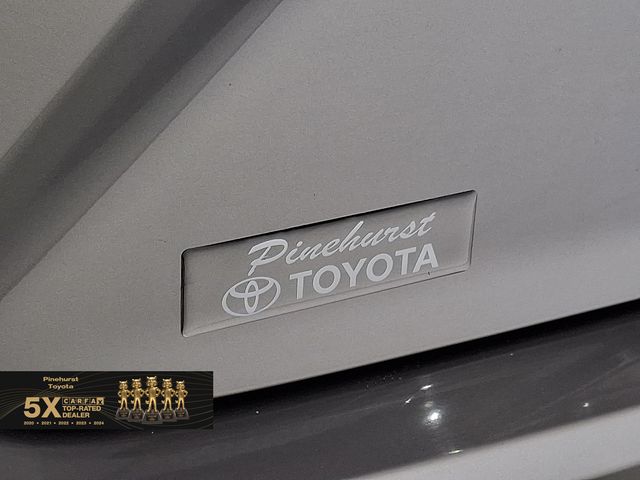 Pinehurst
TOYOTA
Pinehurst
Toyota
5X CARFAX
TOP-RATED
DEALER
2020 • 2021 • 2022 • 2023 • 2024